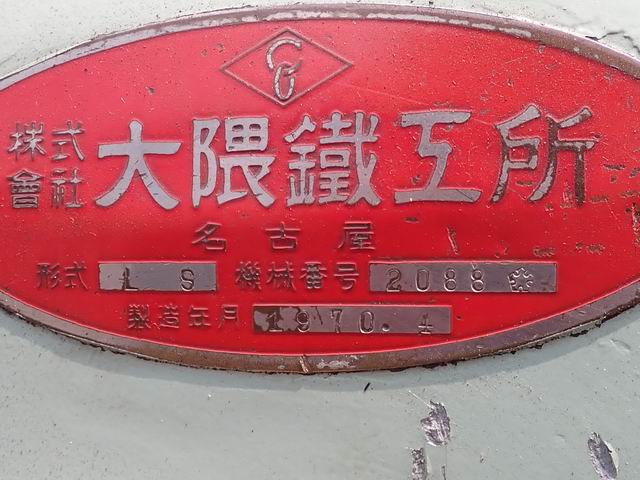 株式會社 大隈鐵工所
名古屋
形式 LS 機械番号 2088
製造年月 1970.4